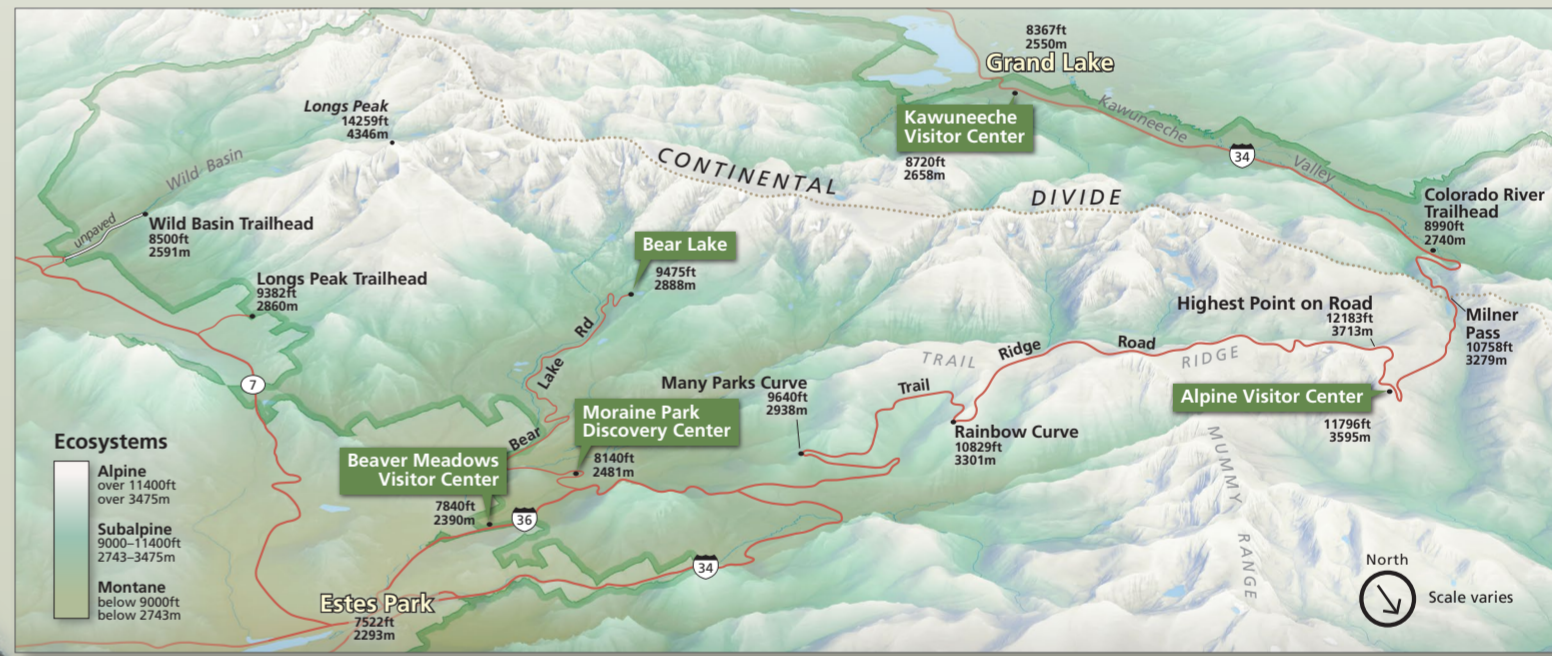 8367ft
2550m
Grand Lake
Kawuneeche
Visitor Center
8720ft
2658m
Kawuneeche
Valley
34
Longs Peak
14259ft
4346m
Wild Basin
unpaved
Wild Basin Trailhead
8500ft
2591m
CONTINENTAL
DIVIDE
Colorado River
Trailhead
8990ft
2740m
Bear Lake
9475ft
2888m
Longs Peak Trailhead
9382ft
2860m
Highest Point on Road
12183ft
3713m
Milner
Pass
10758ft
3279m
7
Bear
Lake
Rd
Many Parks Curve
9640ft
2938m
TRAIL
RIDGE
Trail
Ridge
Road
Alpine Visitor Center
11796ft
3595m
Rainbow Curve
10829ft
3301m
Moraine Park
Discovery Center
8140ft
2481m
Beaver Meadows
Visitor Center
7840ft
2390m
36
34
MUMMY
RANGE
Ecosystems
Alpine
over 11400ft
over 3475m
Subalpine
9000–11400ft
2743–3475m
Montane
below 9000ft
below 2743m
Estes Park
7522ft
2293m
North
Scale varies